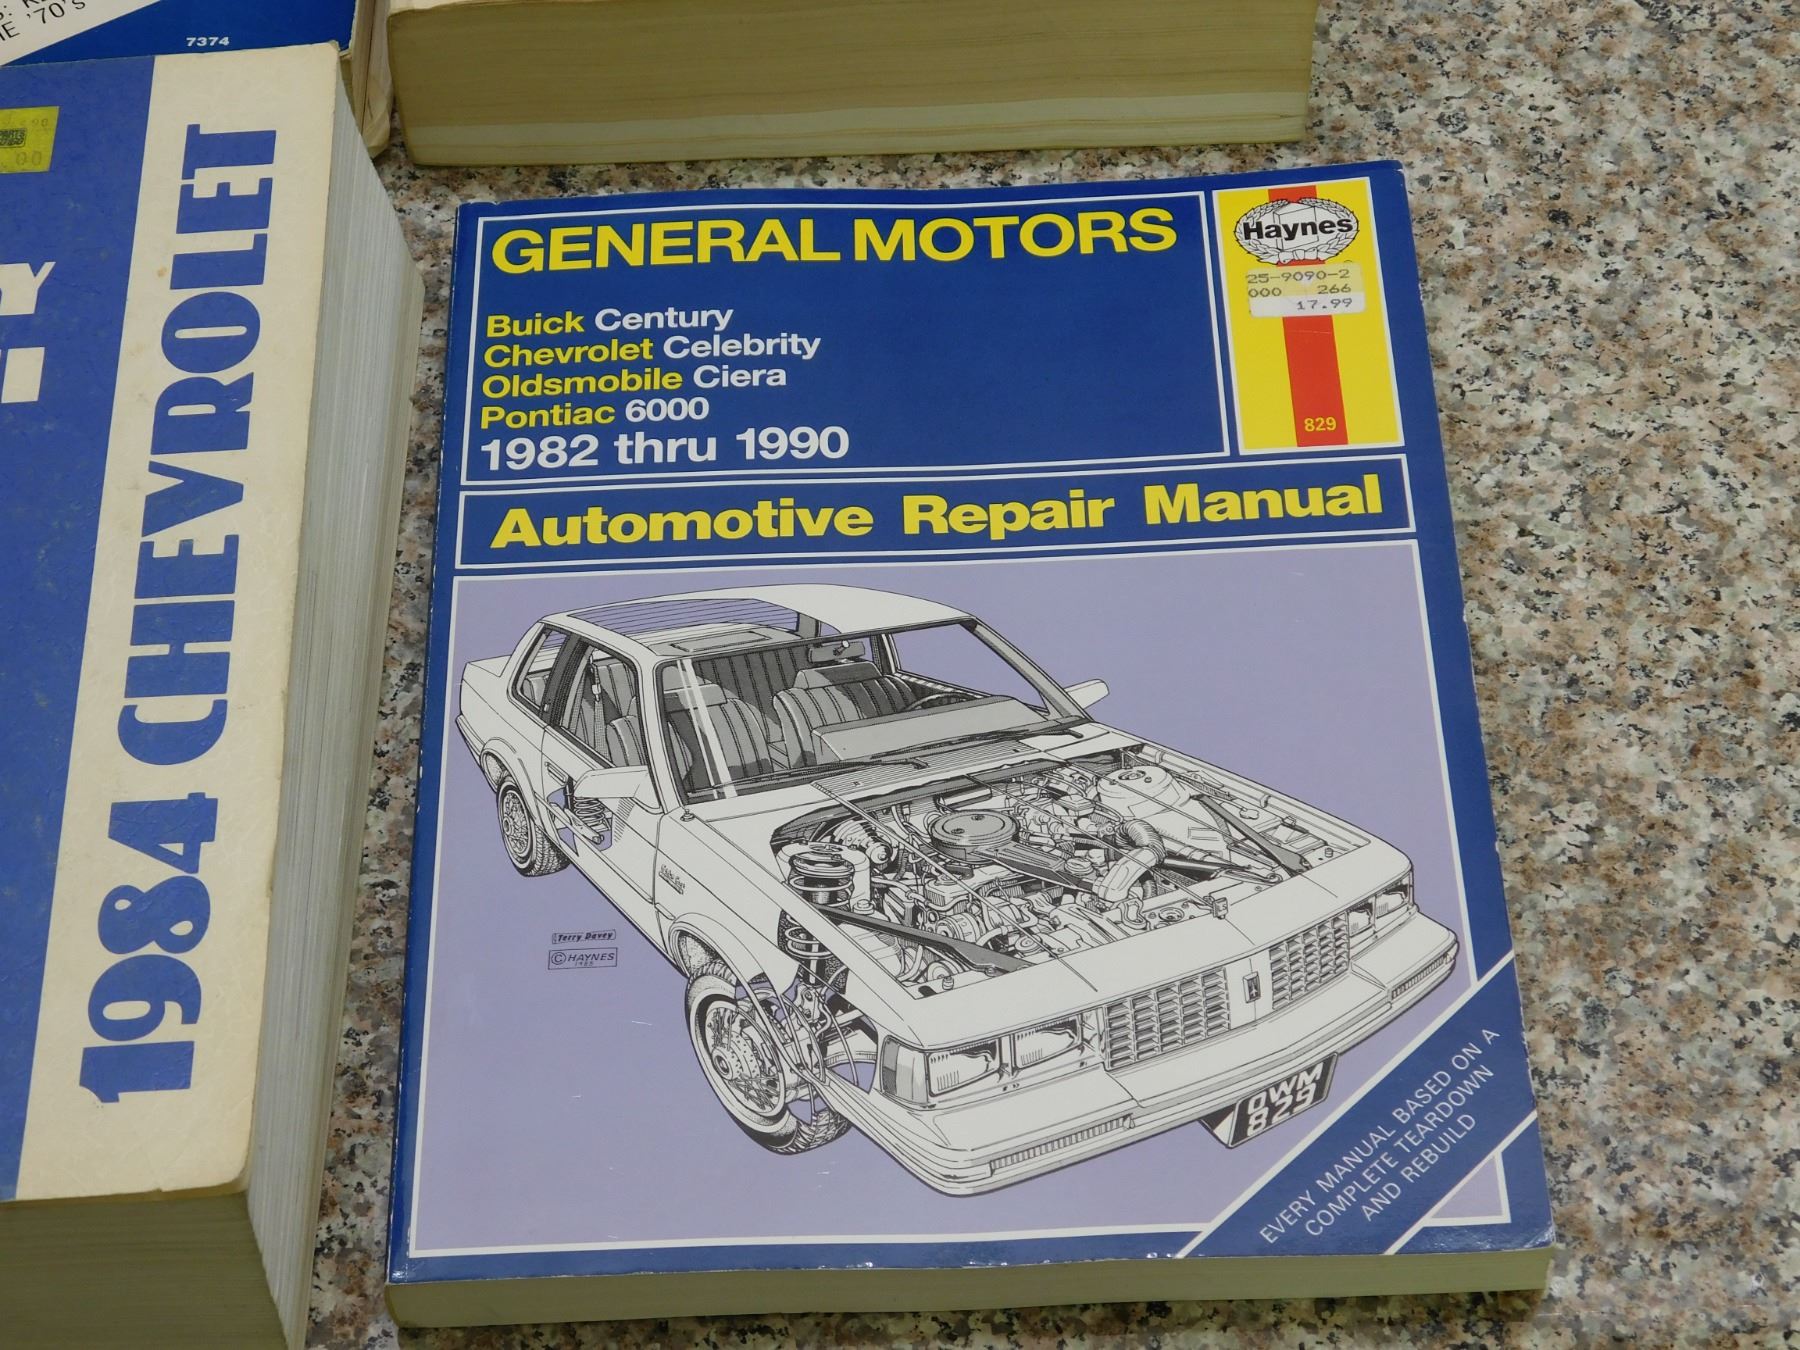 '70's
7374
00
1984 CHEVROLET
GENERAL MOTORS
Buick Century
Chevrolet Celebrity
Oldsmobile Ciera
Pontiac 6000
1982 thru 1990
Haynes
25-9090-2
000 266
17.99
829
Automotive Repair Manual
Terry Davey
© HAYNES
OWM
829
EVERY MANUAL BASED ON A
COMPLETE TEARDOWN
AND REBUILD